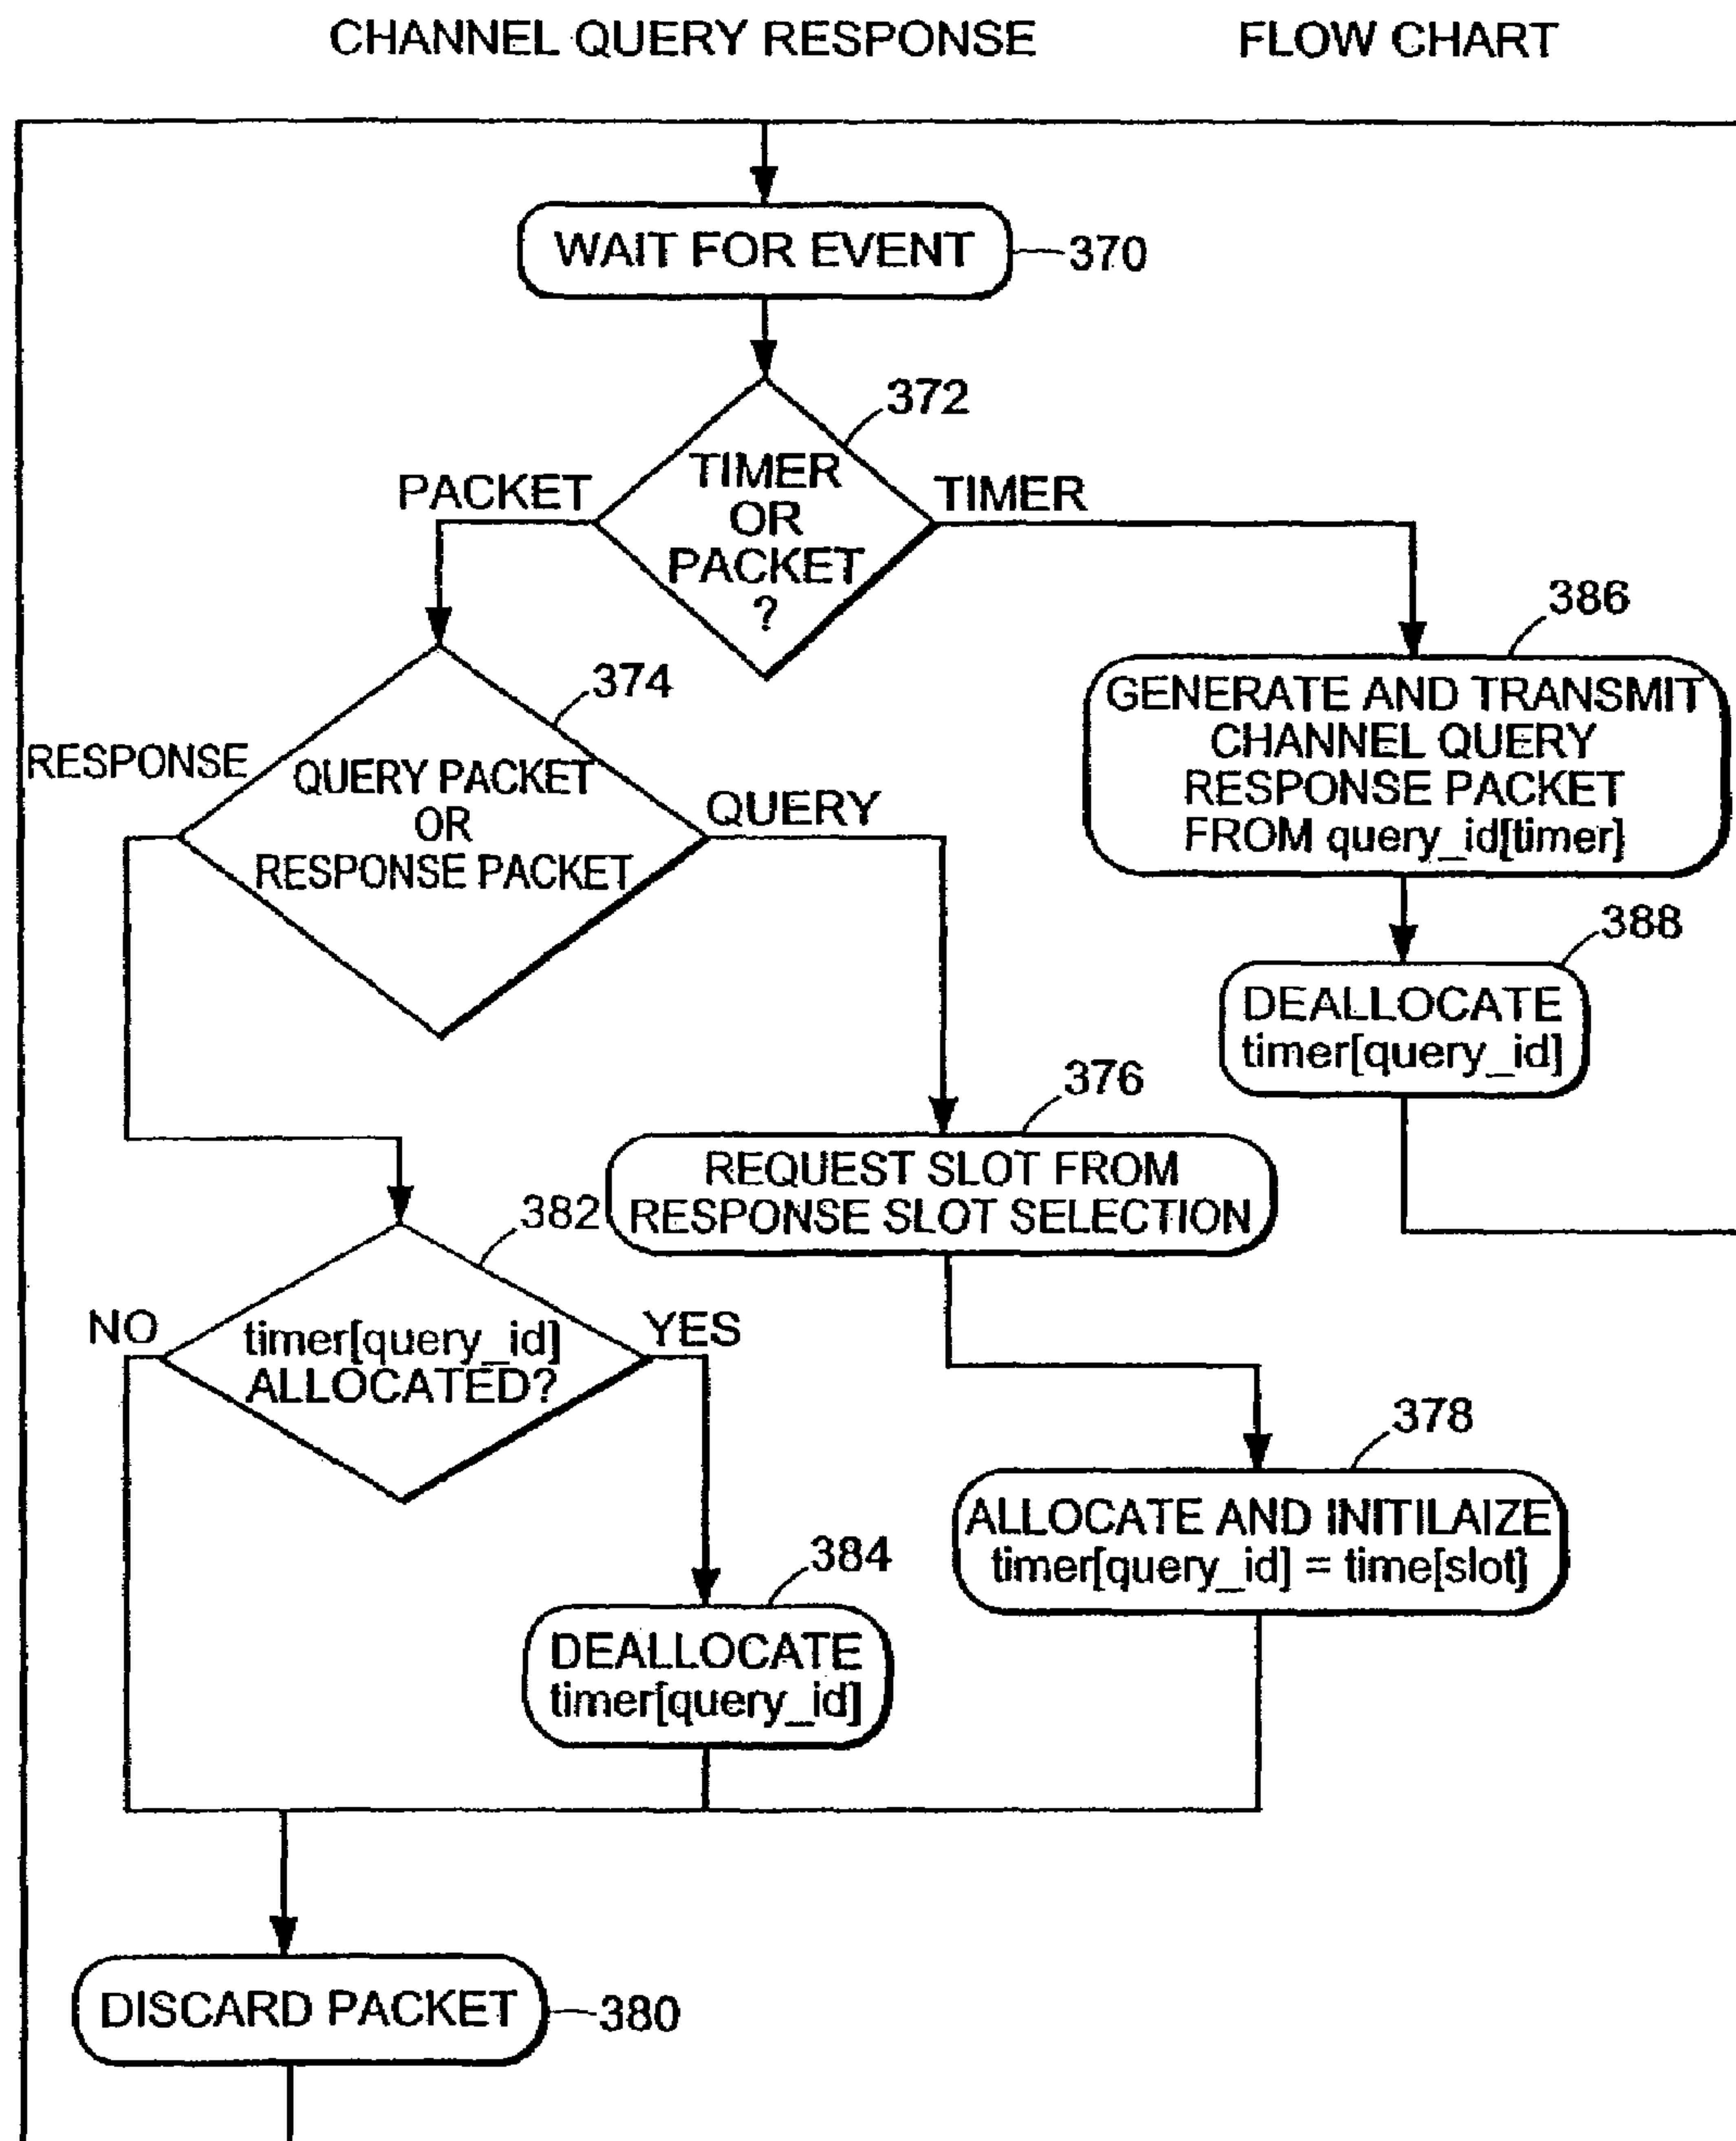 CHANNEL QUERY RESPONSE FLOW CHART
WAIT FOR EVENT
370
372
TIMER
OR
PACKET
?
PACKET
TIMER
374
QUERY PACKET
OR
RESPONSE PACKET
RESPONSE
QUERY
386
GENERATE AND TRANSMIT
CHANNEL QUERY
RESPONSE PACKET
FROM query_id[timer]
388
DEALLOCATE
timer[query_id]
376
REQUEST SLOT FROM
RESPONSE SLOT SELECTION
382
timer[query_id]
ALLOCATED?
NO
YES
378
ALLOCATE AND INITILAIZE
timer[query_id] = time[slot]
384
DEALLOCATE
timer[query_id]
DISCARD PACKET
380